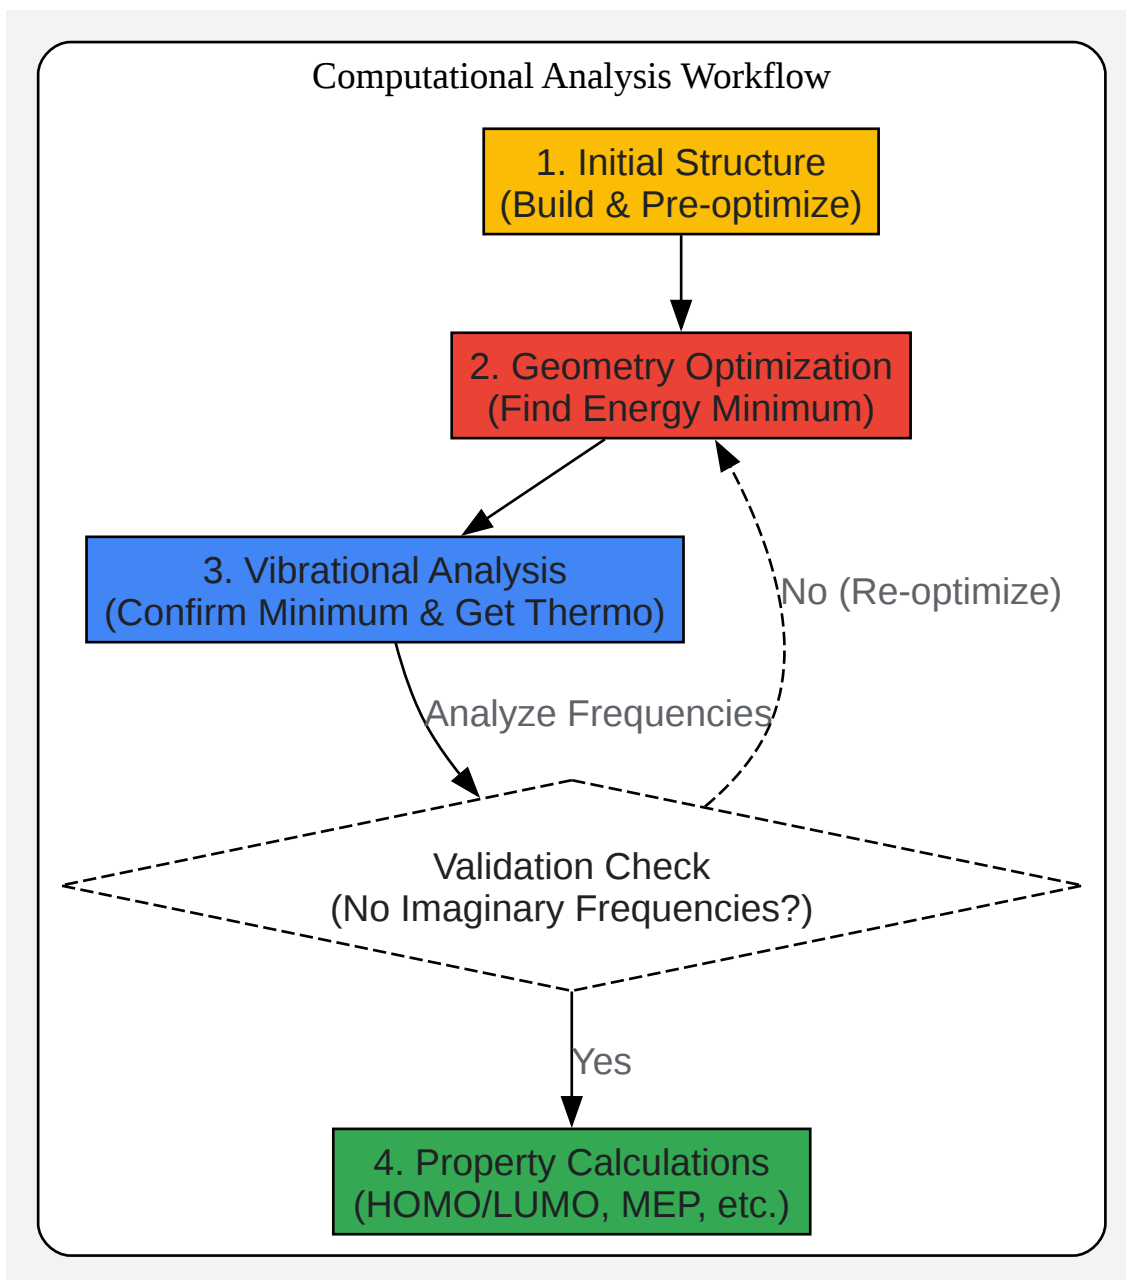 Computational Analysis Workflow
1. Initial Structure
(Build & Pre-optimize)
2. Geometry Optimization
(Find Energy Minimum)
3. Vibrational Analysis
(Confirm Minimum & Get Thermo)
No (Re-optimize)
Analyze Frequencies
Validation Check
(No Imaginary Frequencies?)
Yes
4. Property Calculations
(HOMO/LUMO, MEP, etc.)